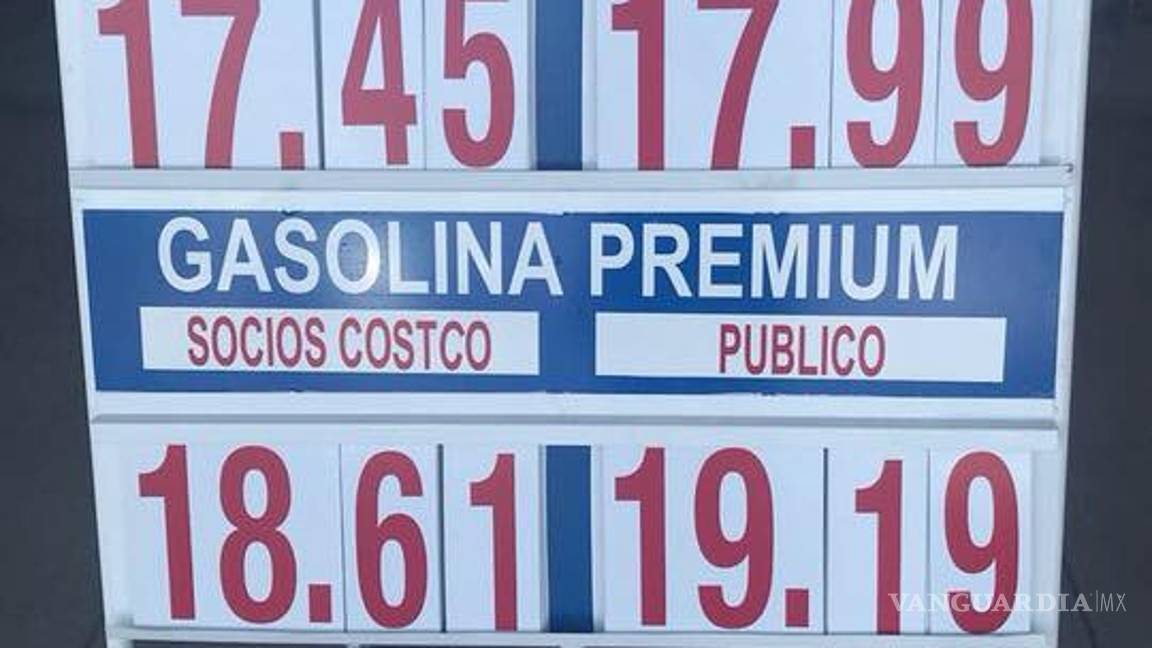 17.45 17.99
GASOLINA PREMIUM
SOCIOS COSTCO PUBLICO
18.61 19.19
VANGUARDIA|MX